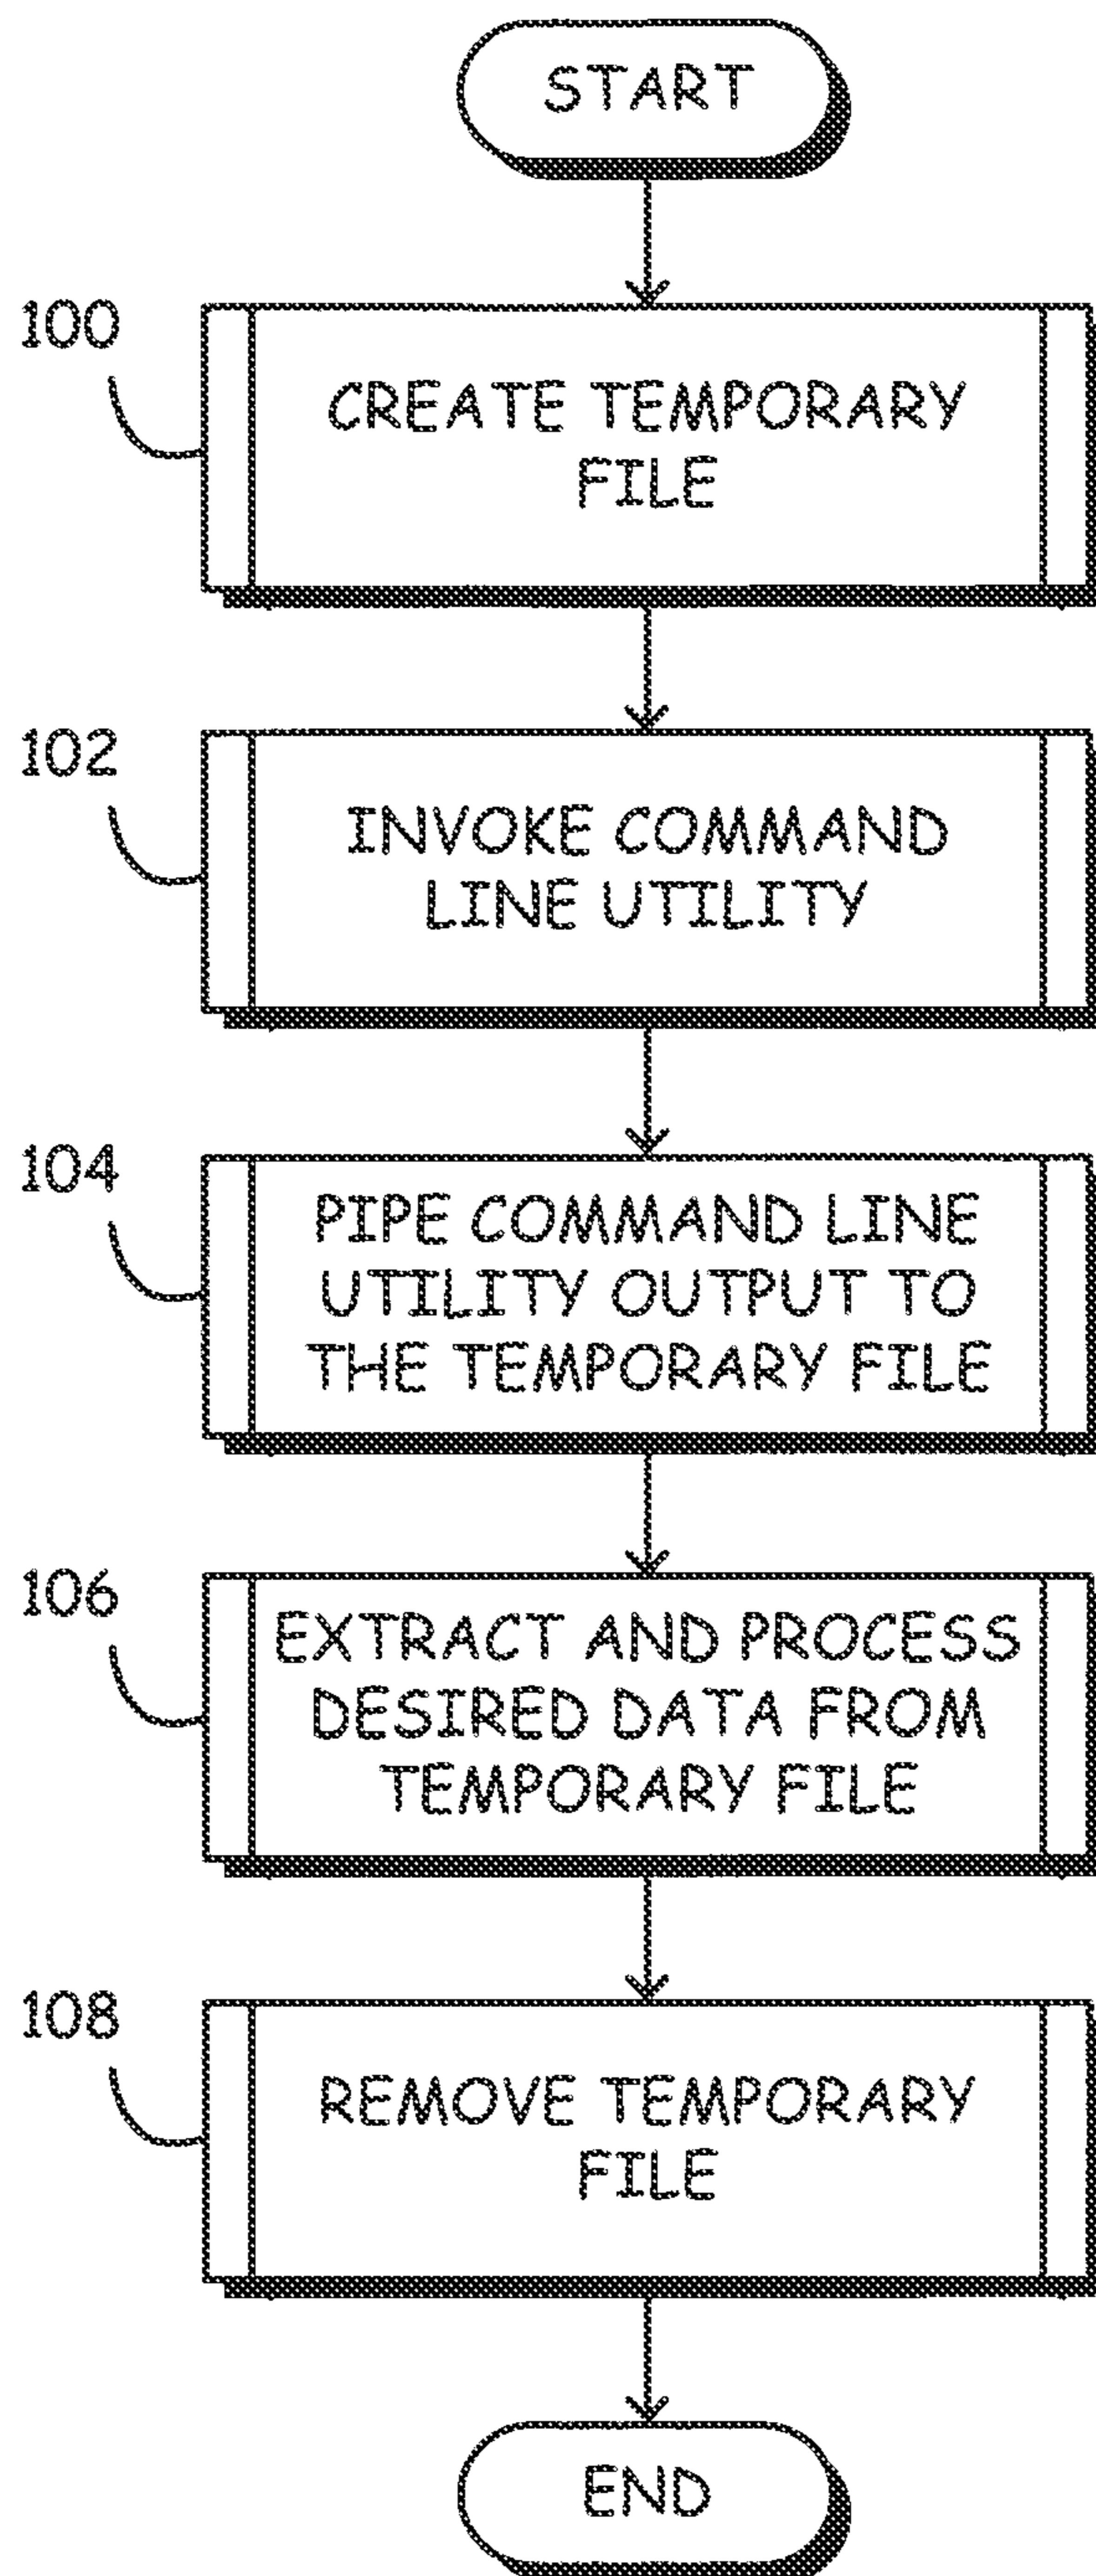 START
100
CREATE TEMPORARY
FILE
102
INVOKE COMMAND
LINE UTILITY
104
PIPE COMMAND LINE
UTILITY OUTPUT TO
THE TEMPORARY FILE
106
EXTRACT AND PROCESS
DESIRED DATA FROM
TEMPORARY FILE
108
REMOVE TEMPORARY
FILE
END